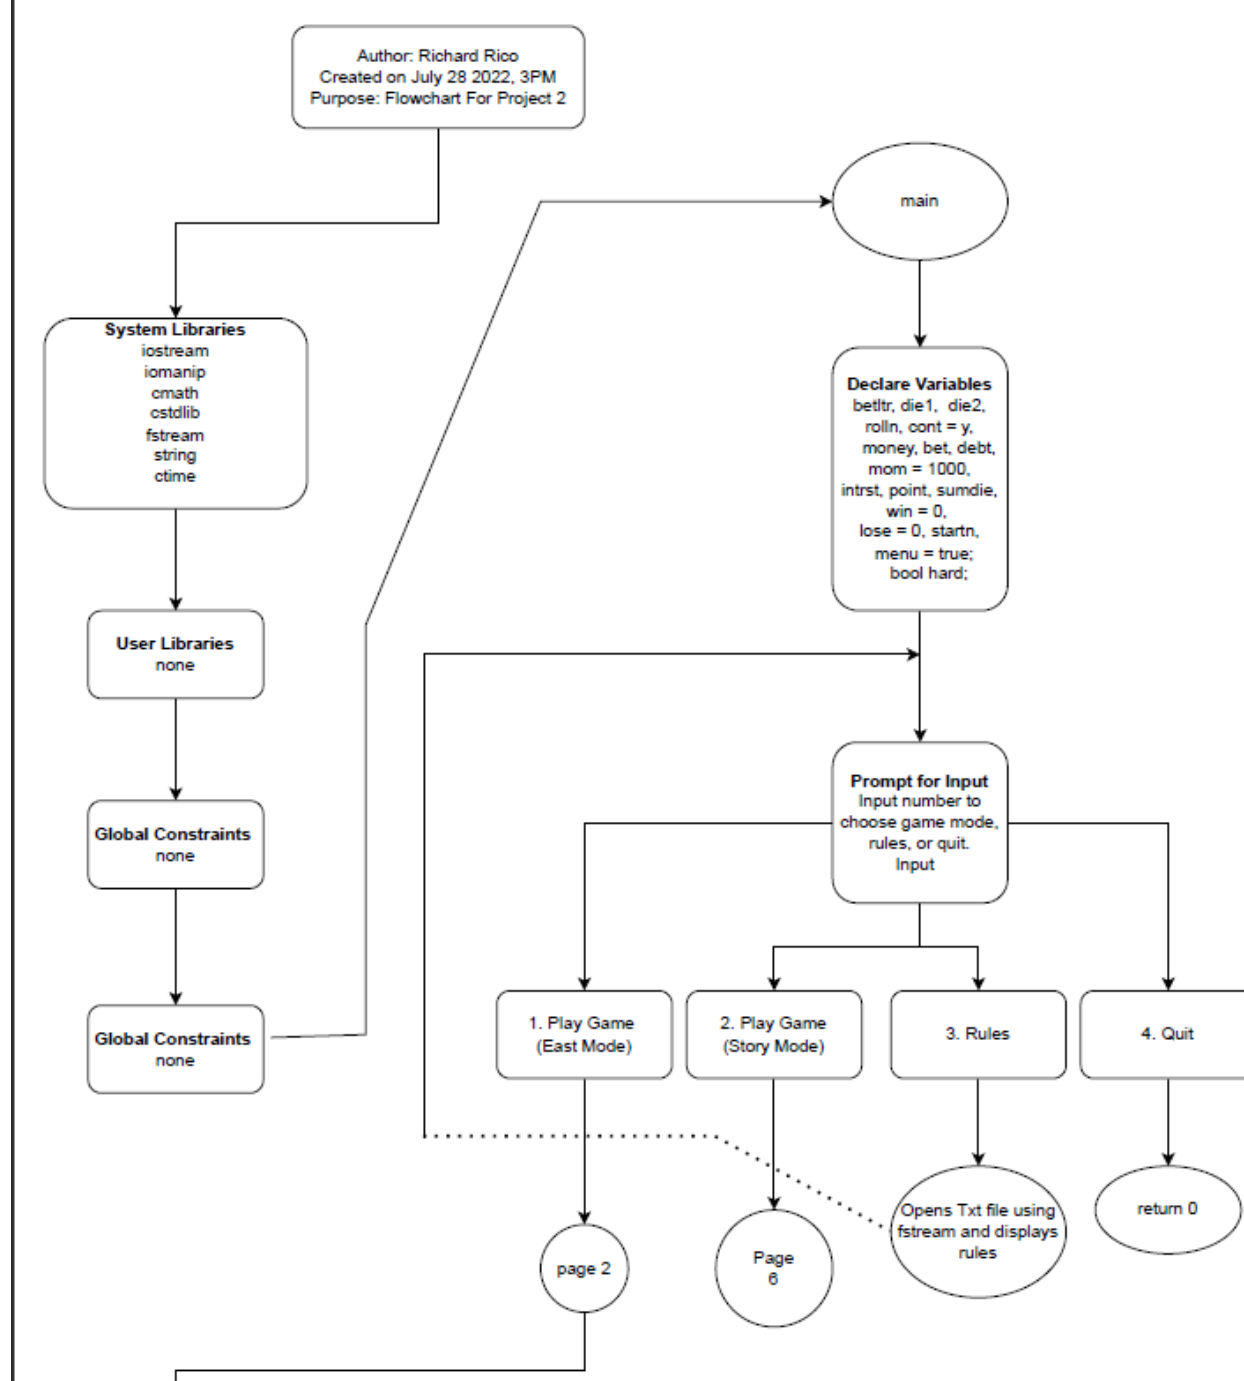 Author: Richard Rico
Created on July 28 2022, 3PM
Purpose: Flowchart For Project 2
System Libraries
iostream
iomanip
cmath
cstdlib
fstream
string
ctime
User Libraries
none
Global Constraints
none
Global Constraints
none
main
Declare Variables
betltr, die1, die2,
rolln, cont = y,
money, bet, debt,
mom = 1000,
intrst, point, sumdie,
win = 0,
lose = 0, startn,
menu = true;
bool hard;
Prompt for Input
Input number to
choose game mode,
rules, or quit.
Input
1. Play Game
(East Mode)
2. Play Game
(Story Mode)
3. Rules
4. Quit
page 2
Page
6
Opens Txt file using
fstream and displays
rules
return 0